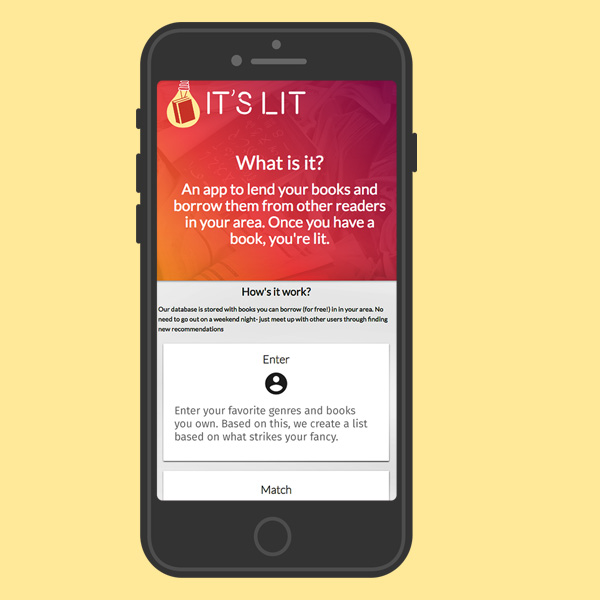 IT'S LIT
What is it?
An app to lend your books and
borrow them from other readers
in your area. Once you have a
book, you're lit.
How's it work?
Our database is stored with books you can borrow (for free!) in in your area. No
need to go out on a weekend night- just meet up with other users through finding
new recommendations
Enter
Enter your favorite genres and books
you own. Based on this, we create a list
based on what strikes your fancy.
Match